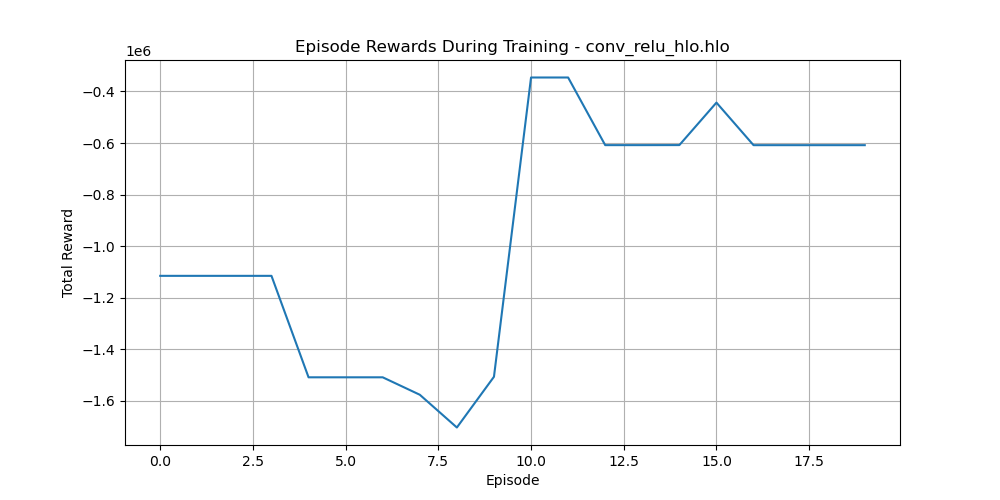 Episode Rewards During Training - conv_relu_hlo.hlo
1e6
−0.4
−0.6
−0.8
−1.0
−1.2
−1.4
−1.6
Total Reward
0.0 2.5 5.0 7.5 10.0 12.5 15.0 17.5
Episode